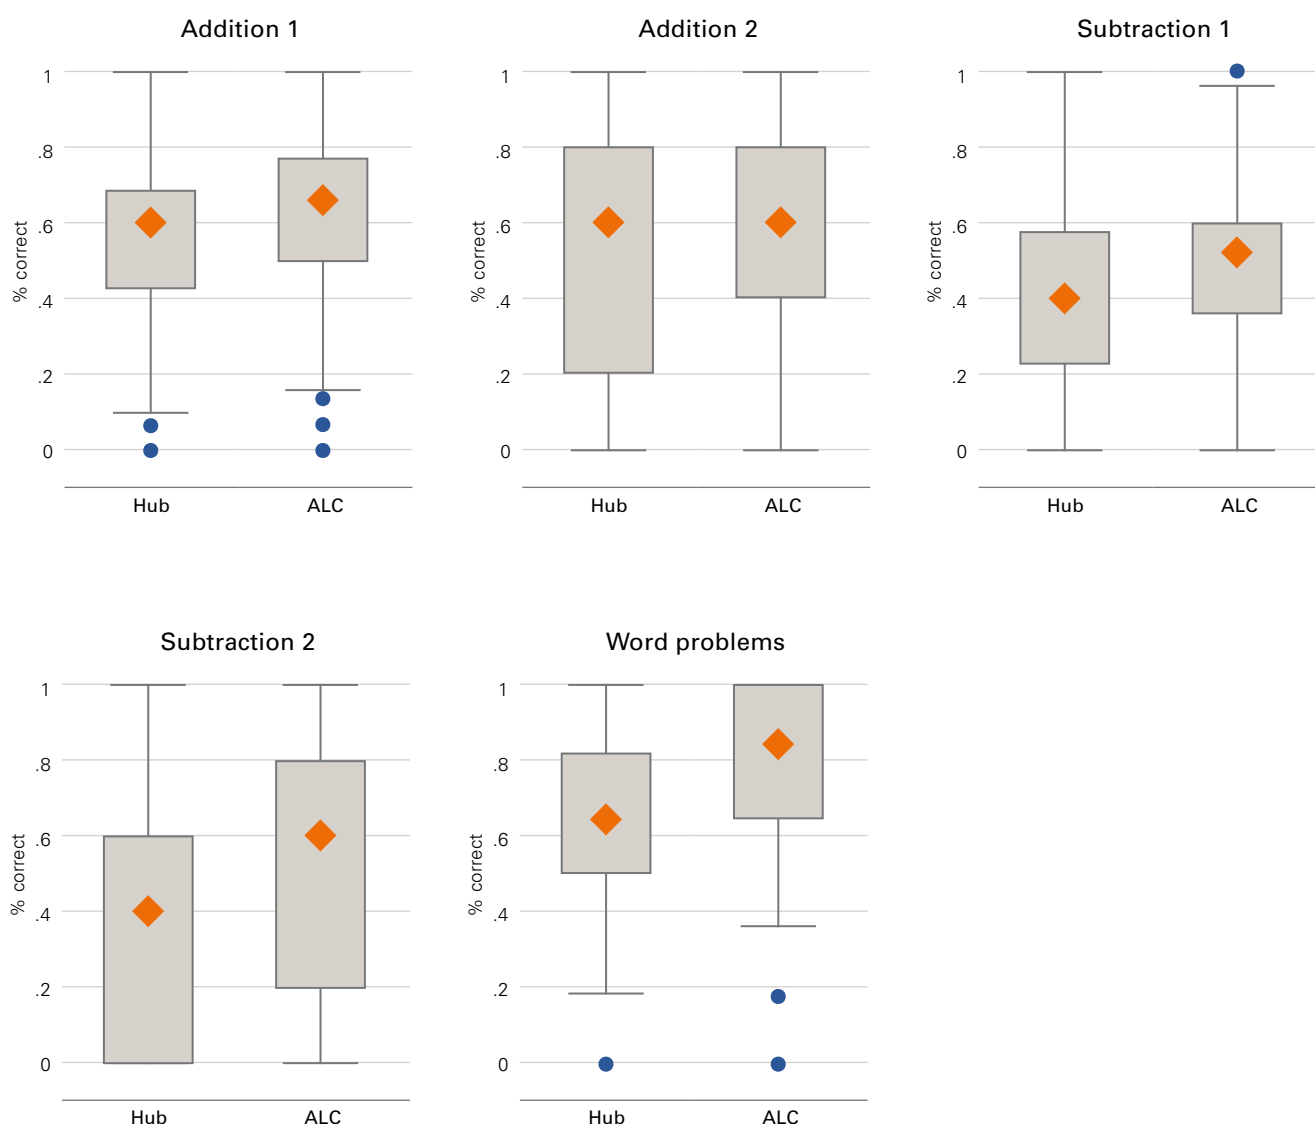 Addition 1
1
.8
.6
.4
.2
0
% correct
Hub ALC
Addition 2
1
.8
.6
.4
.2
0
% correct
Hub ALC
Subtraction 1
1
.8
.6
.4
.2
0
% correct
Hub ALC
Subtraction 2
1
.8
.6
.4
.2
0
% correct
Hub ALC
Word problems
1
.8
.6
.4
.2
0
% correct
Hub ALC